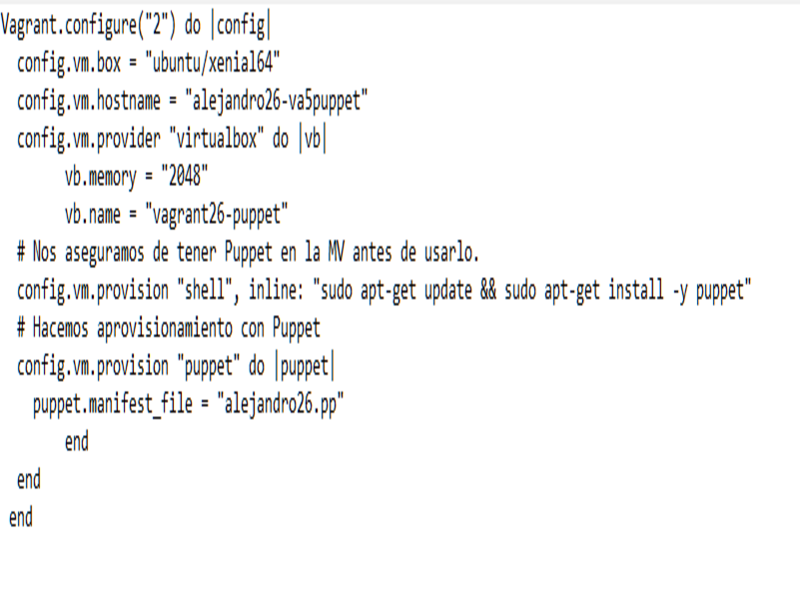 Vagrant.configure("2") do |config|
  config.vm.box = "ubuntu/xenial64"
  config.vm.hostname = "alejandro26-va5puppet"
  config.vm.provider "virtualbox" do |vb|
        vb.memory = "2048"
        vb.name = "vagrant26-puppet"
  # Nos aseguramos de tener Puppet en la MV antes de usarlo.
  config.vm.provision "shell", inline: "sudo apt-get update && sudo apt-get install -y puppet"
  # Hacemos aprovisionamiento con Puppet
  config.vm.provision "puppet" do |puppet|
    puppet.manifest_file = "alejandro26.pp"
        end
  end
 end